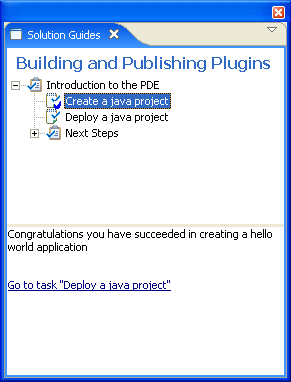 Solution Guides
Building and Publishing Plugins
Introduction to the PDE
Create a java project
Deploy a java project
Next Steps
Congratulations you have succeeded in creating a hello
world application
Go to task "Deploy a java project"